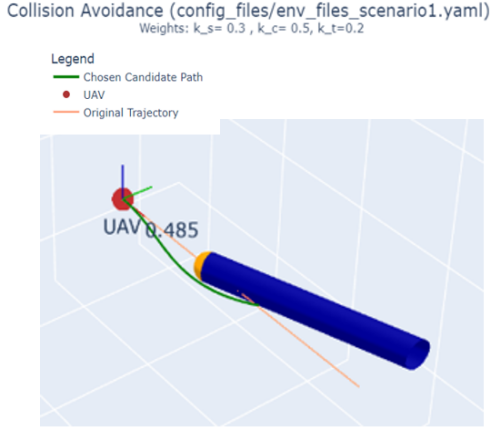 Collision Avoidance (config_files/env_files_scenario1.yaml)
Weights: k_s= 0.3 , k_c= 0.5, k_t=0.2
Legend
Chosen Candidate Path
UAV
Original Trajectory
UAV 0.485